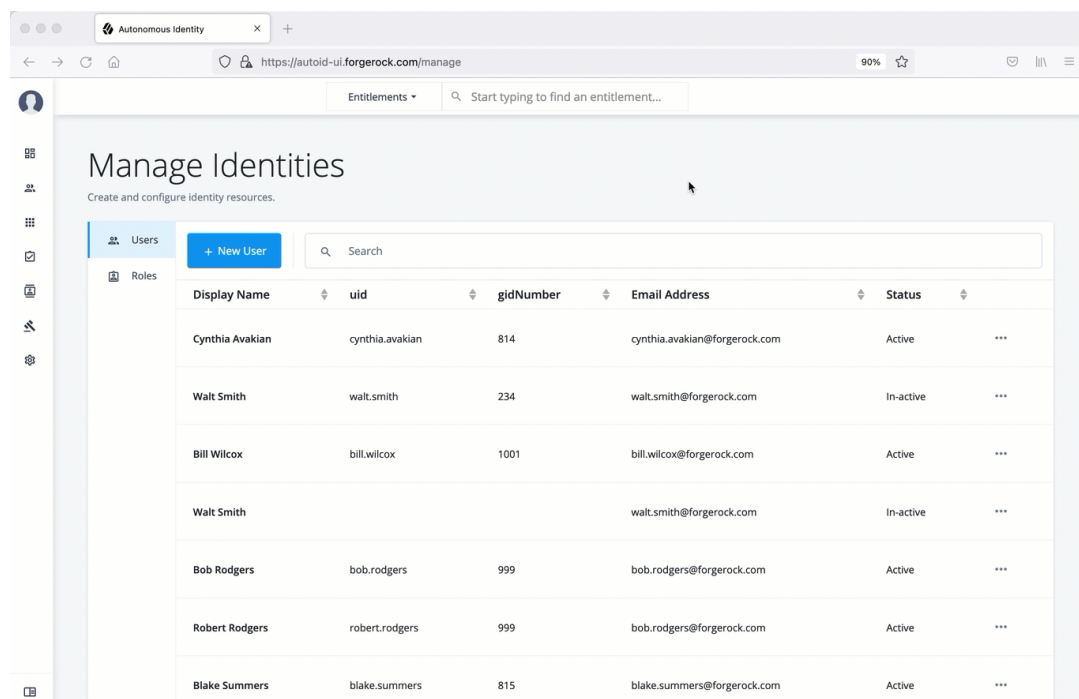 Autonomous Identity
https://autoid-ui.forgerock.com/manage 90%
Entitlements Start typing to find an entitlement...
Manage Identities
Create and configure identity resources.
Users
Roles
+ New User Search
Display Name uid gidNumber Email Address Status
Cynthia Avakian cynthia.avakian 814 cynthia.avakian@forgerock.com Active
Walt Smith walt.smith 234 walt.smith@forgerock.com In-active
Bill Wilcox bill.wilcox 1001 bill.wilcox@forgerock.com Active
Walt Smith walt.smith@forgerock.com In-active
Bob Rodgers bob.rodgers 999 bob.rodgers@forgerock.com Active
Robert Rodgers robert.rodgers 999 bob.rodgers@forgerock.com Active
Blake Summers blake.summers 815 blake.summers@forgerock.com Active